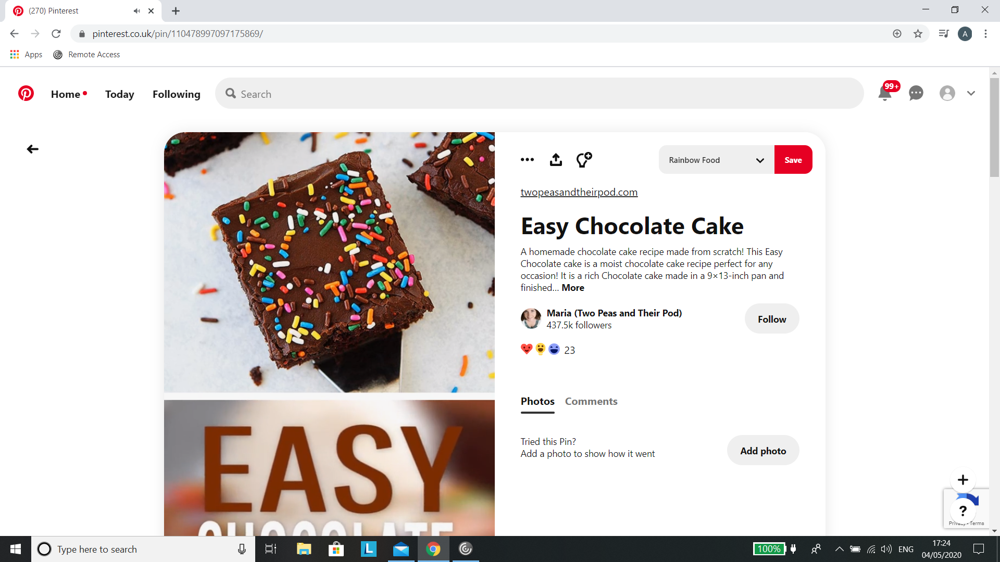 (270) Pinterest
pinterest.co.uk/pin/110478997097175869/
A
Apps
Remote Access
Home
Today
Following
Search
99+
Rainbow Food
Save
twopeasandtheirpod.com
Easy Chocolate Cake
A homemade chocolate cake recipe made from scratch! This Easy
Chocolate cake is a moist chocolate cake recipe perfect for any
occasion! It is a rich Chocolate cake made in a 9×13-inch pan and
finished... More
Maria (Two Peas and Their Pod)
437.5k followers
Follow
23
Photos
Comments
Tried this Pin?
Add a photo to show how it went
Add photo
EASY
CHOCOLATE
+
?
Privacy - Terms
Type here to search
L
100%
ENG
17:24
04/05/2020